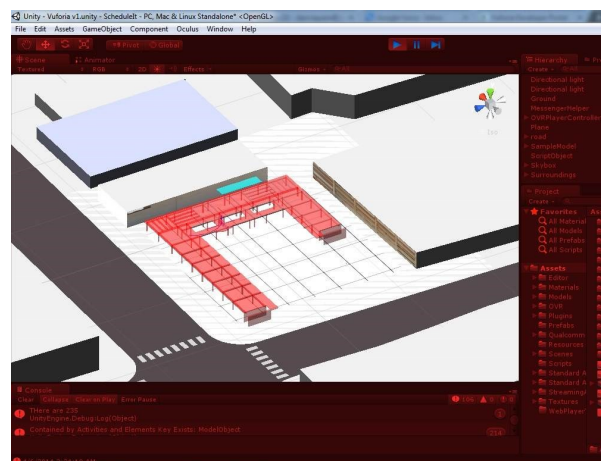 Unity - Vuforia v1.unity - ScheduleIt - PC, Mac & Linux Standalone* <OpenGL>
File Edit Assets GameObject Component Oculus Window Help
Pivot Global
Scene Animator
Textured RGB 2D Effects Gizmos
Iso
Hierarchy
Create
Directional light
Directional light
Ground
MessengerHelper
OVRPlayerController
Plane
road
SampleModel
ScriptObject
Skybox
Surroundings
Project
Create
Favorites
All Material
All Models
All Prefabs
All Scripts
Assets
Editor
Materials
Models
OVR
Plugins
Prefabs
Qualcomm
Resources
Scenes
Scripts
Standard A
Standard A
Streaming
Textures
WebPlayer
Console
Clear Collapse Clear on Play Error Pause
There are 235
UnityEngine.Debug:Log(Object)
Contained by Activities and Elements Key Exists: ModelObject